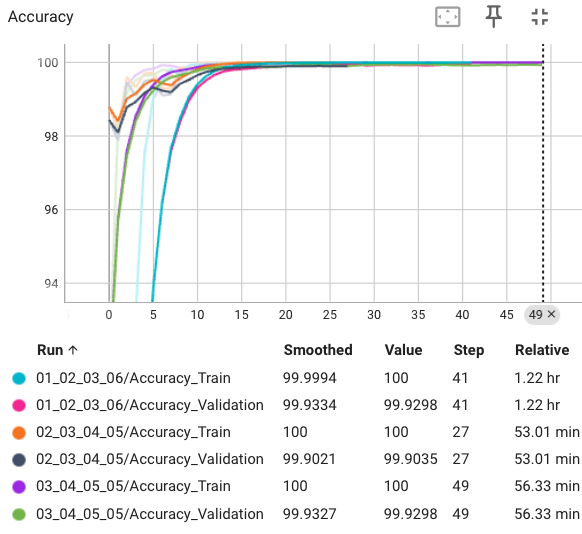 Accuracy
100
98
96
94
0 5 10 15 20 25 30 35 40 45 49 ✕
Run ↑ Smoothed Value Step Relative
01_02_03_06/Accuracy_Train 99.9994 100 41 1.22 hr
01_02_03_06/Accuracy_Validation 99.9334 99.9298 41 1.22 hr
02_03_04_05/Accuracy_Train 100 100 27 53.01 min
02_03_04_05/Accuracy_Validation 99.9021 99.9035 27 53.01 min
03_04_05_05/Accuracy_Train 100 100 49 56.33 min
03_04_05_05/Accuracy_Validation 99.9327 99.9298 49 56.33 min